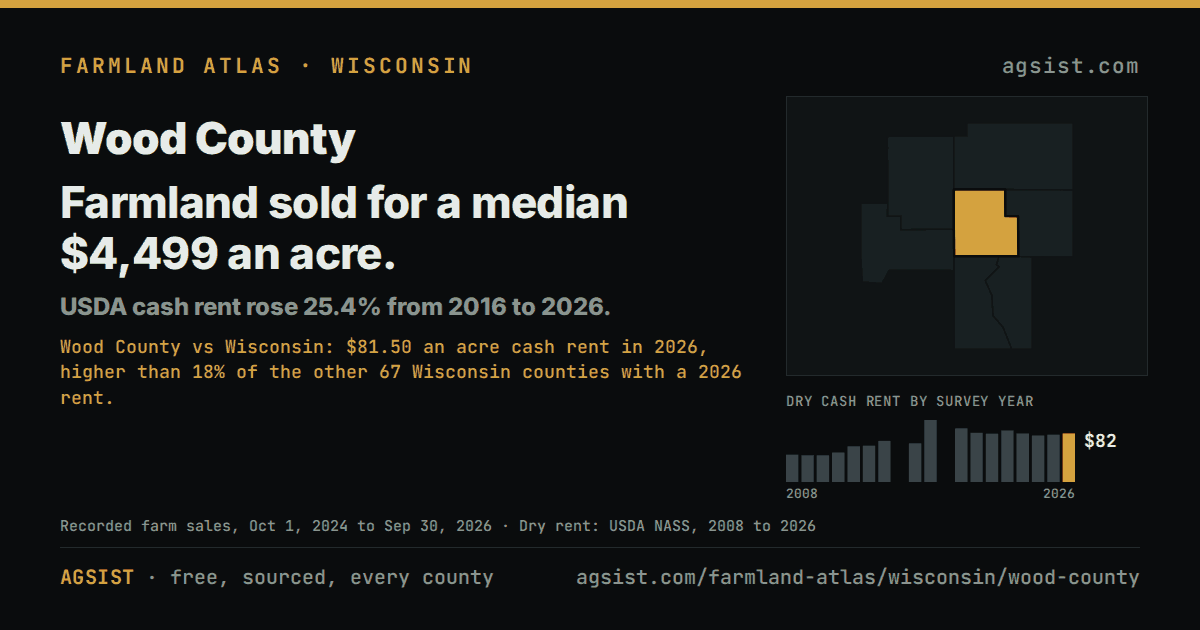 FARMLAND ATLAS · WISCONSIN
agsist.com
Wood County
Farmland sold for a median
$4,499 an acre.
USDA cash rent rose 25.4% from 2016 to 2026.
Wood County vs Wisconsin: $81.50 an acre cash rent in 2026,
higher than 18% of the other 67 Wisconsin counties with a 2026
rent.
DRY CASH RENT BY SURVEY YEAR
$82
2008
2026
Recorded farm sales, Oct 1, 2024 to Sep 30, 2026 · Dry rent: USDA NASS, 2008 to 2026
AGSIST · free, sourced, every county
agsist.com/farmland-atlas/wisconsin/wood-county